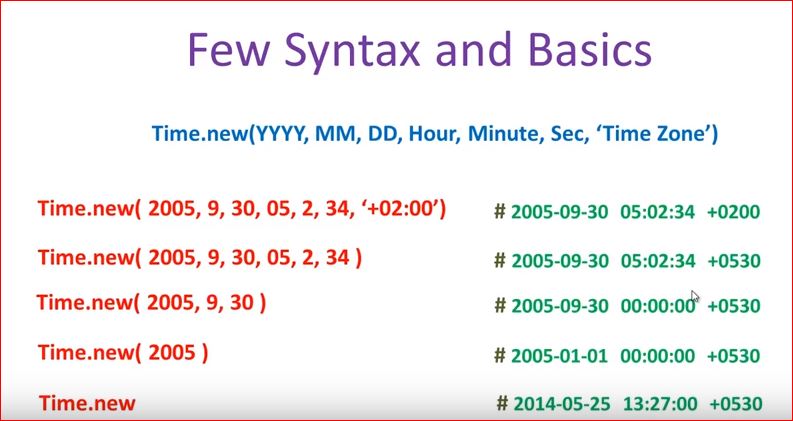 Few Syntax and Basics
Time.new(YYYY, MM, DD, Hour, Minute, Sec, ‘Time Zone’)
Time.new( 2005, 9, 30, 05, 2, 34, ‘+02:00’) # 2005-09-30 05:02:34 +0200
Time.new( 2005, 9, 30, 05, 2, 34 ) # 2005-09-30 05:02:34 +0530
Time.new( 2005, 9, 30 ) # 2005-09-30 00:00:00 +0530
Time.new( 2005 ) # 2005-01-01 00:00:00 +0530
Time.new # 2014-05-25 13:27:00 +0530